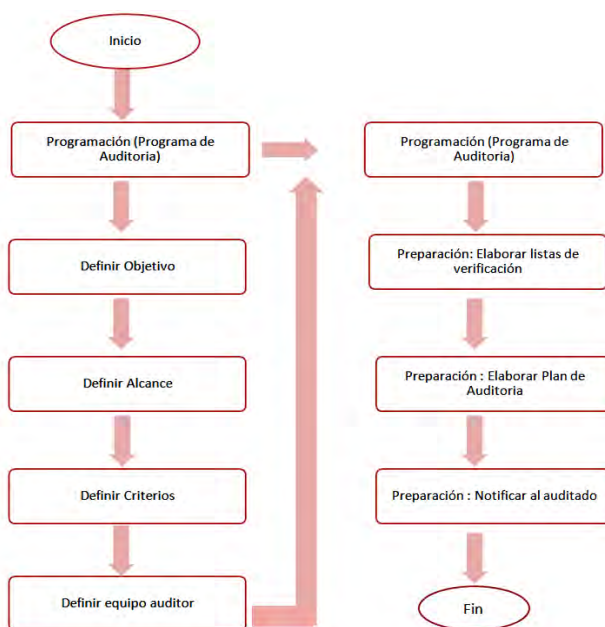 Inicio
Programación (Programa de
Auditoria)
Definir Objetivo
Definir Alcance
Definir Criterios
Definir equipo auditor
Programación (Programa de
Auditoria)
Preparación: Elaborar listas de
verificación
Preparación : Elaborar Plan de
Auditoria
Preparación : Notificar al auditado
Fin